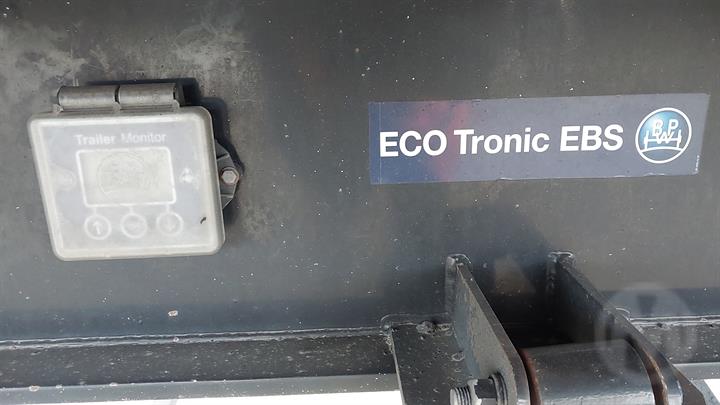 Trailer Monitor
ECO Tronic EBS
BPW